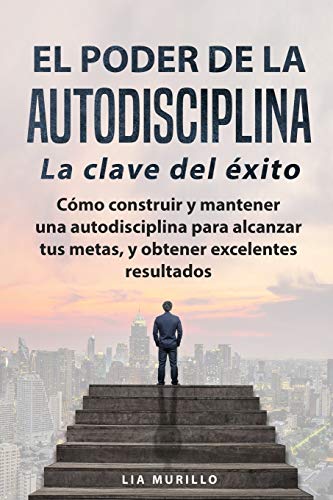 EL PODER DE LA
AUTODISCIPLINA
La clave del éxito
Cómo construir y mantener
una autodisciplina para alcanzar
tus metas, y obtener excelentes
resultados
LIA MURILLO